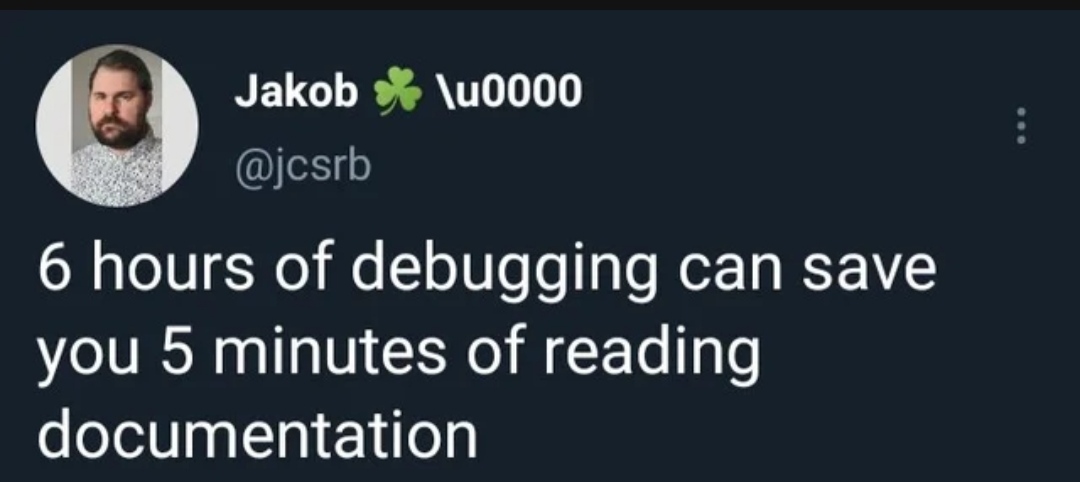 Jakob ☘️ \u0000
@jcsrb
6 hours of debugging can save
you 5 minutes of reading
documentation